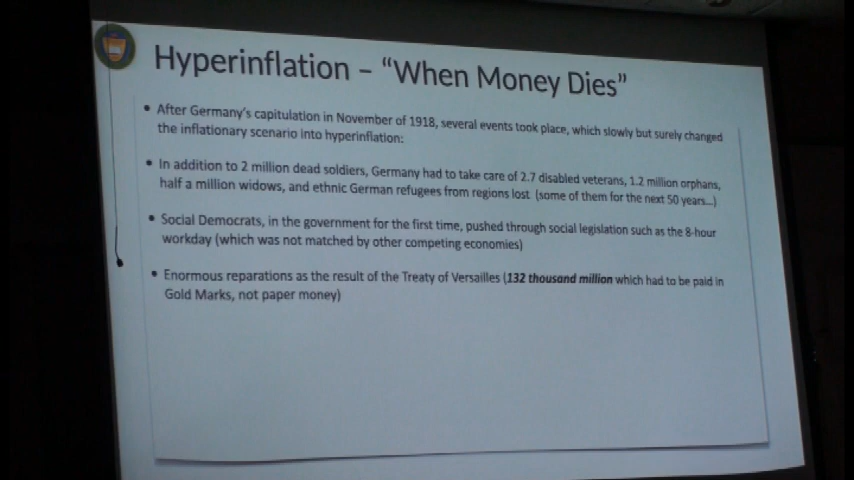 Hyperinflation – “When Money Dies”
• After Germany's capitulation in November of 1918, several events took place, which slowly but surely changed
the inflationary scenario into hyperinflation:
• In addition to 2 million dead soldiers, Germany had to take care of 2.7 disabled veterans, 1.2 million orphans,
half a million widows, and ethnic German refugees from regions lost (some of them for the next 50 years...)
• Social Democrats, in the government for the first time, pushed through social legislation such as the 8-hour
workday (which was not matched by other competing economies)
• Enormous reparations as the result of the Treaty of Versailles (132 thousand million which had to be paid in
Gold Marks, not paper money)